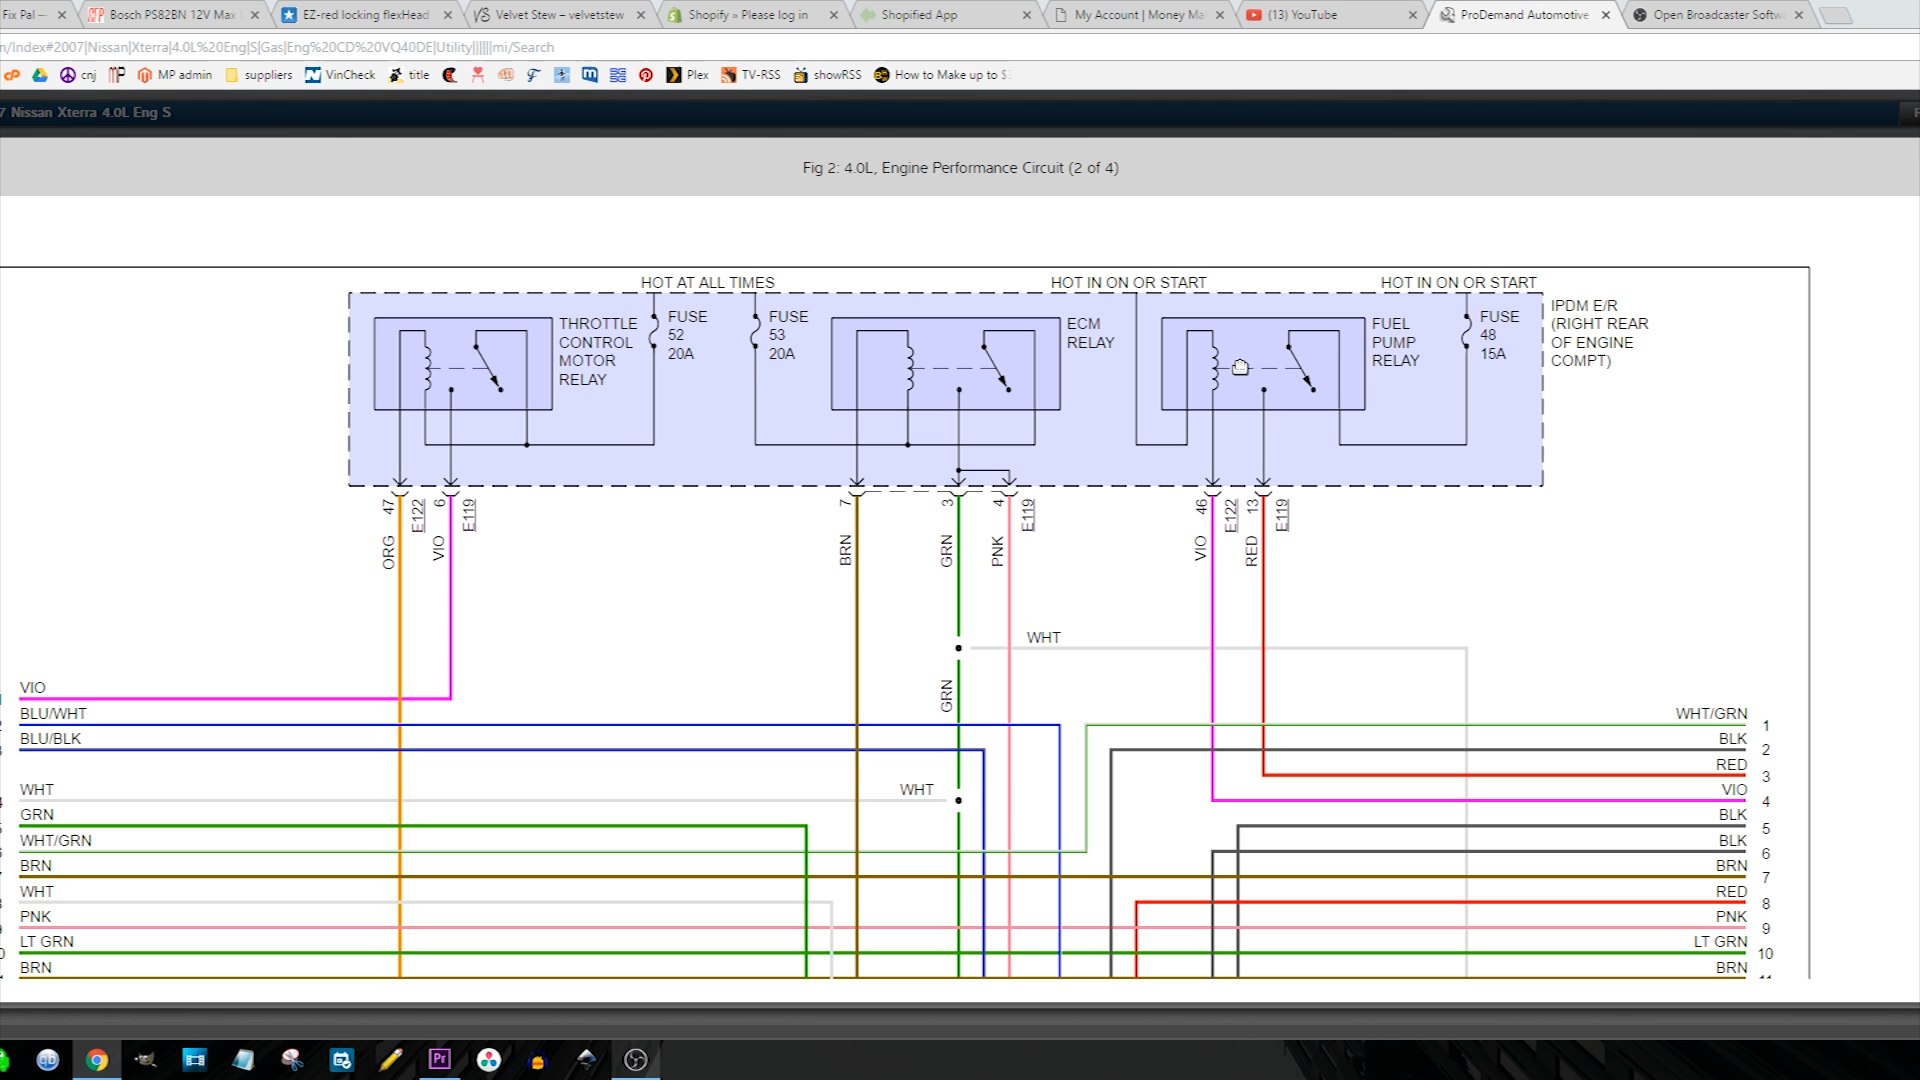 Fix Pal –
Bosch PS82BN 12V Max
EZ-red locking flexHead
Velvet Stew – velvetstew
Shopify » Please log in
Shopified App
My Account | Money Ma
(13) YouTube
ProDemand Automotive
Open Broadcaster Softw
n/Index#2007|Nissan|Xterra|4.0L%20Eng|S|Gas|Eng%20CD%20VQ40DE|Utility||||||mi/Search
cnj
MP admin
suppliers
VinCheck
title
Plex
TV-RSS
showRSS
How to Make up to $
7 Nissan Xterra 4.0L Eng S
Fig 2: 4.0L, Engine Performance Circuit (2 of 4)
HOT AT ALL TIMES
HOT IN ON OR START
HOT IN ON OR START
THROTTLE
CONTROL
MOTOR
RELAY
FUSE
52
20A
FUSE
53
20A
ECM
RELAY
FUEL
PUMP
RELAY
FUSE
48
15A
IPDM E/R
(RIGHT REAR
OF ENGINE
COMPT)
47
E122
6
E119
7
3
4
E119
46
E122
13
E119
ORG
VIO
BRN
GRN
PNK
VIO
RED
WHT
GRN
VIO
BLU/WHT
BLU/BLK
WHT
WHT
GRN
WHT/GRN
BRN
WHT
PNK
LT GRN
BRN
WHT/GRN 1
BLK 2
RED 3
VIO 4
BLK 5
BLK 6
BRN 7
RED 8
PNK 9
LT GRN 10
BRN
Pr